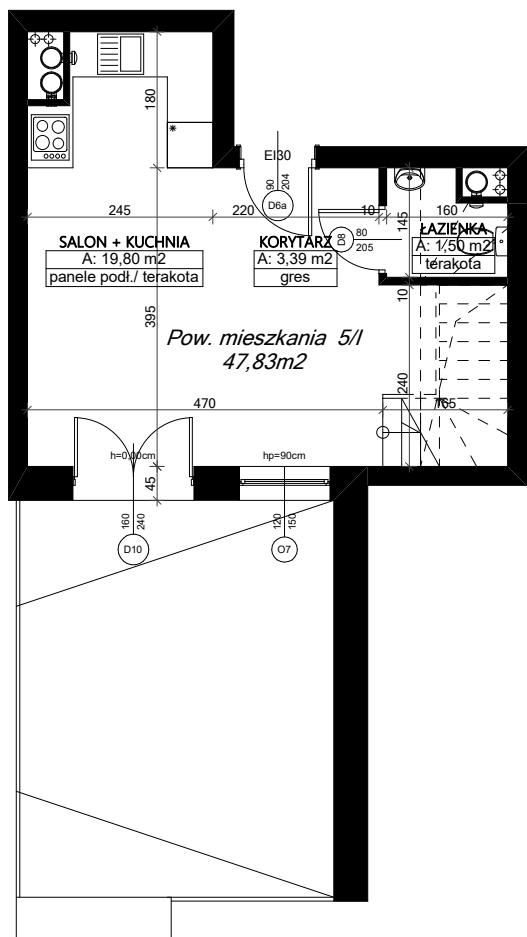 180
EI30
90
204
D6a
245
220
10
145
160
SALON + KUCHNIA
A: 19,80 m2
panele podł./ terakota
KORYTARZ
A: 3,39 m2
gres
D8
80
205
ŁAZIENKA
A: 1,50 m2
terakota
395
10
Pow. mieszkania 5/I
47,83m2
240
470
165
h=0,00cm
hp=90cm
45
160
240
D10
120
150
O7